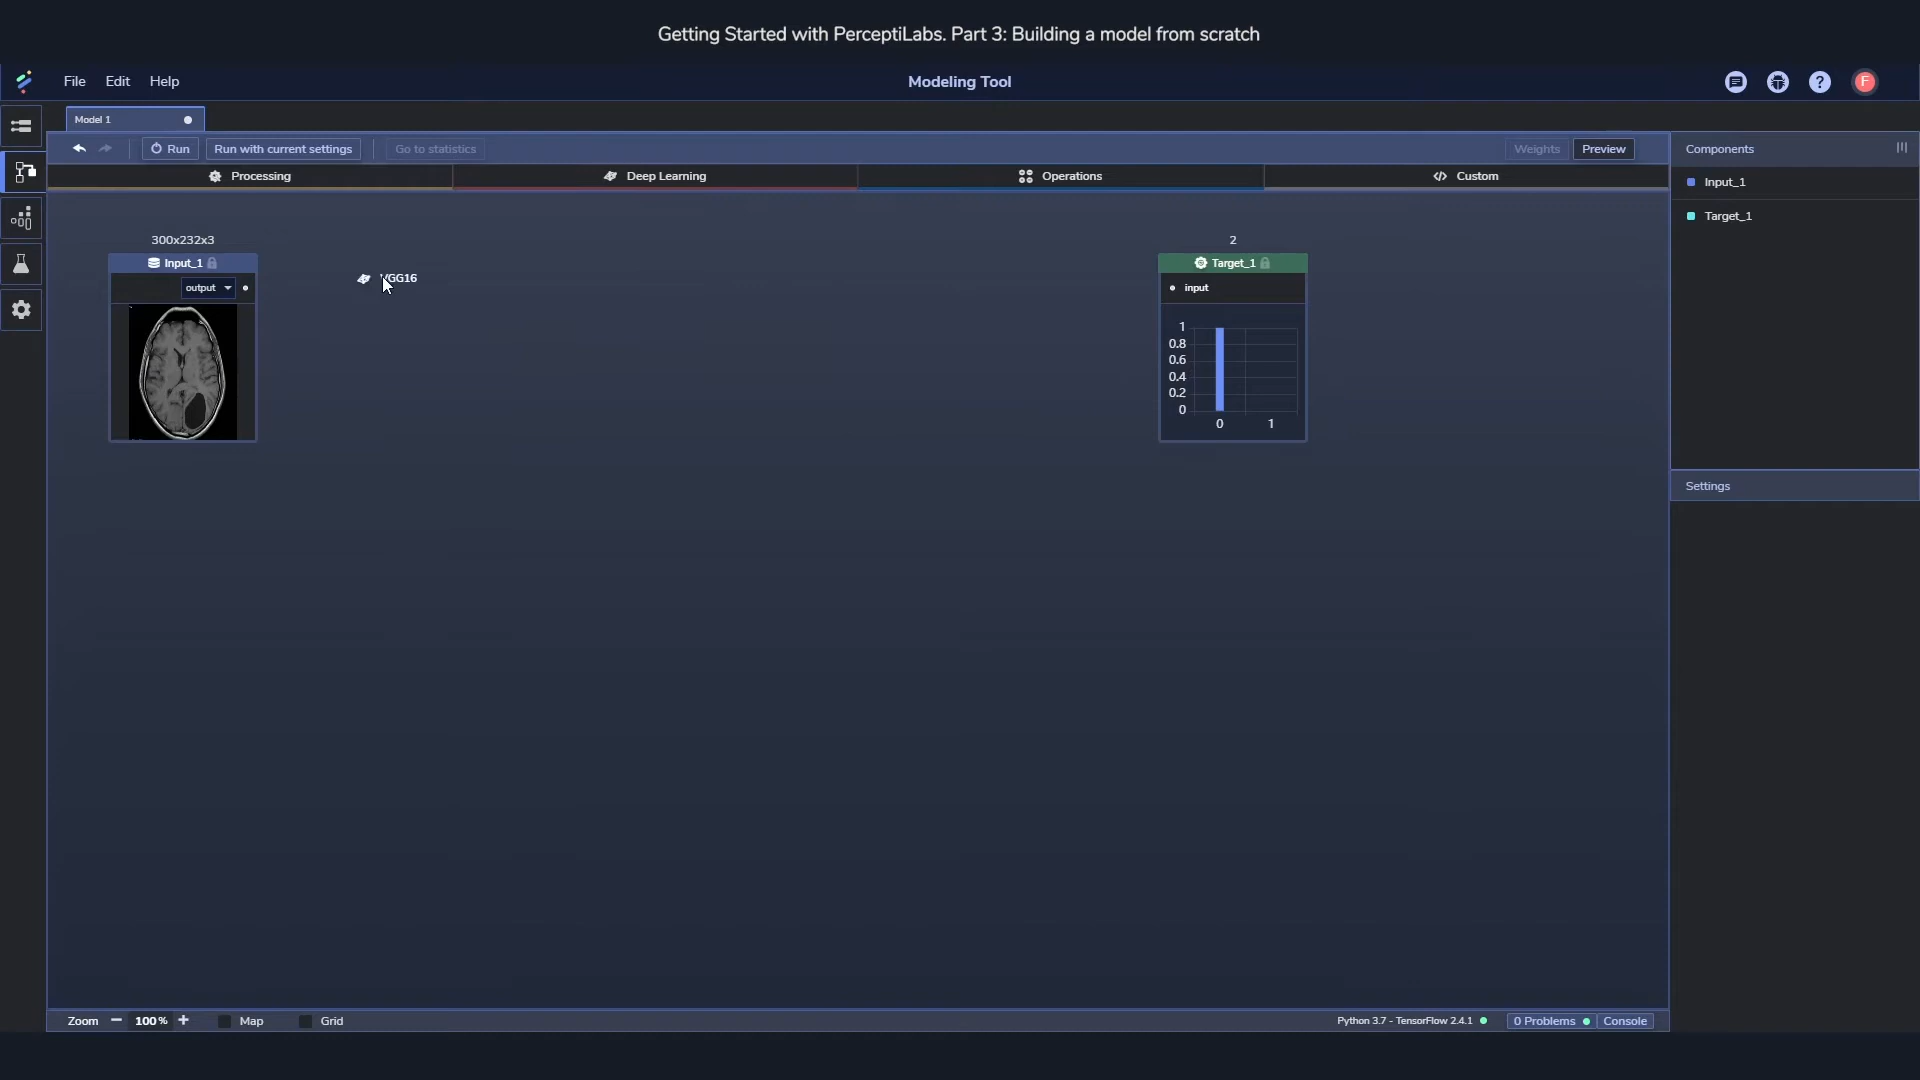 Getting Started with PerceptiLabs. Part 3: Building a model from scratch
File Edit Help
Modeling Tool
F
Model 1
Run
Run with current settings
Go to statistics
Weights
Preview
Components
Processing
Deep Learning
Operations
Custom
Input_1
Target_1
300x232x3
Input_1
output
VGG16
2
Target_1
input
1
0.8
0.6
0.4
0.2
0
0 1
Settings
Zoom 100% Map Grid
Python 3.7 - TensorFlow 2.4.1
0 Problems
Console